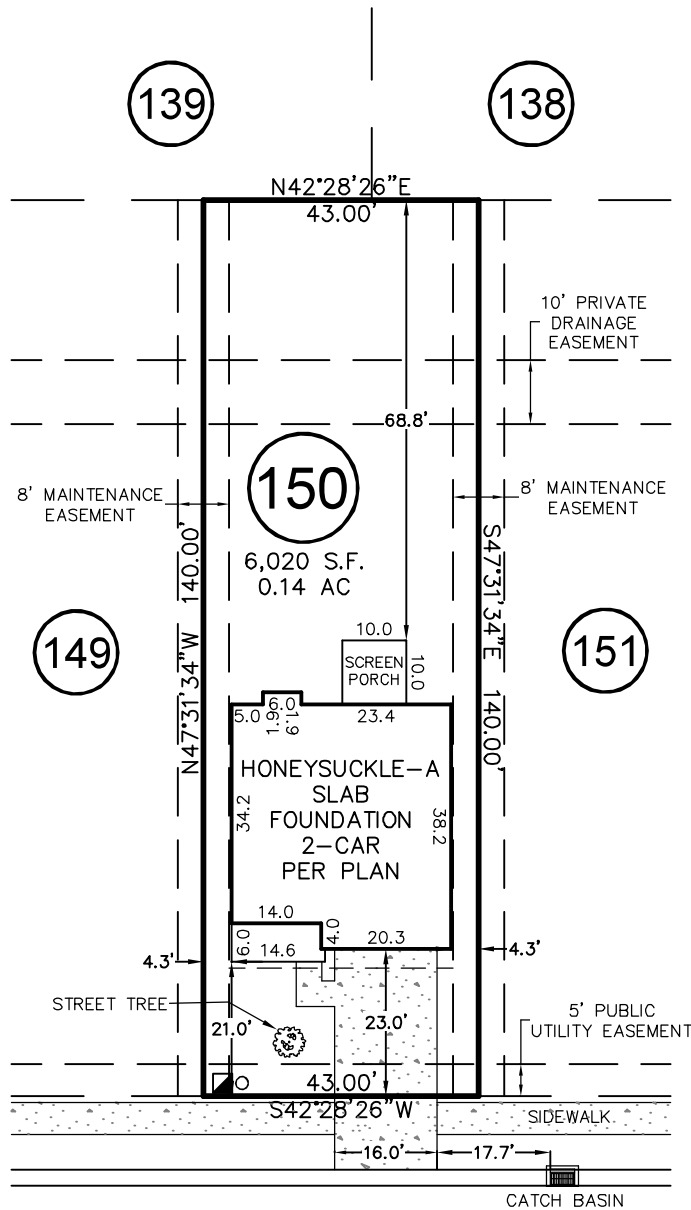 139
138
N42°28'26"E
43.00'
10' PRIVATE
DRAINAGE
EASEMENT
68.8'
150
8' MAINTENANCE
EASEMENT
8' MAINTENANCE
EASEMENT
6,020 S.F.
0.14 AC
N47°31'34"W 140.00'
S47°31'34"E 140.00'
149
151
10.0
SCREEN
PORCH
10.0
5.0
6.0
1.9
1.9
23.4
HONEYSUCKLE-A
SLAB
FOUNDATION
2-CAR
PER PLAN
34.2
38.2
14.0
6.0
14.6
4.0
20.3
4.3'
4.3'
STREET TREE
21.0'
23.0'
5' PUBLIC
UTILITY EASEMENT
43.00'
S42°28'26"W
SIDEWALK
16.0'
17.7'
CATCH BASIN